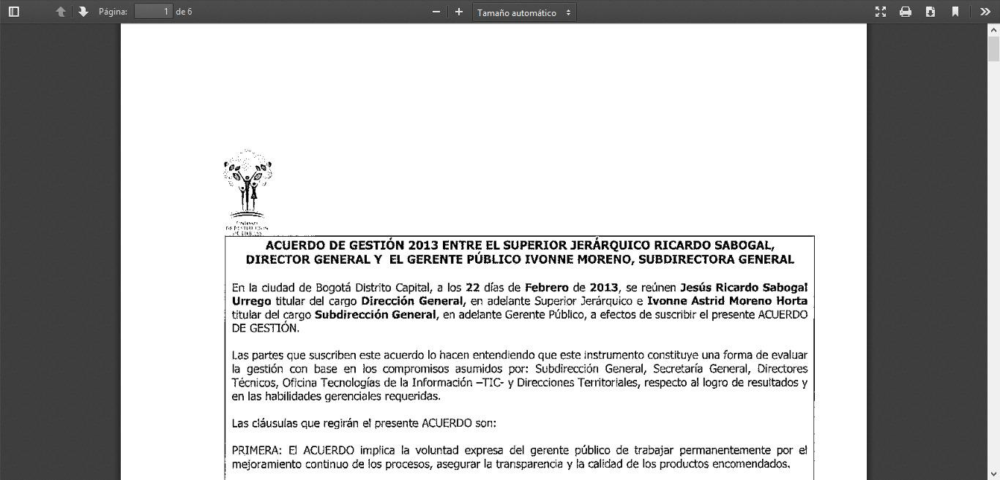 Página: 1 de 6
Tamaño automático
ACUERDO DE GESTIÓN 2013 ENTRE EL SUPERIOR JERÁRQUICO RICARDO SABOGAL,
DIRECTOR GENERAL Y EL GERENTE PÚBLICO IVONNE MORENO, SUBDIRECTORA GENERAL
En la ciudad de Bogotá Distrito Capital, a los 22 días de Febrero de 2013, se reúnen Jesús Ricardo Sabogal
Urrego titular del cargo Dirección General, en adelante Superior Jerárquico e Ivonne Astrid Moreno Horta
titular del cargo Subdirección General, en adelante Gerente Público, a efectos de suscribir el presente ACUERDO
DE GESTIÓN.
Las partes que suscriben este acuerdo lo hacen entendiendo que este instrumento constituye una forma de evaluar
la gestión con base en los compromisos asumidos por: Subdirección General, Secretaría General, Directores
Técnicos, Oficina Tecnologías de la Información –TIC- y Direcciones Territoriales, respecto al logro de resultados y
en las habilidades gerenciales requeridas.
Las cláusulas que regirán el presente ACUERDO son:
PRIMERA: El ACUERDO implica la voluntad expresa del gerente público de trabajar permanentemente por el
mejoramiento continuo de los procesos, asegurar la transparencia y la calidad de los productos encomendados.